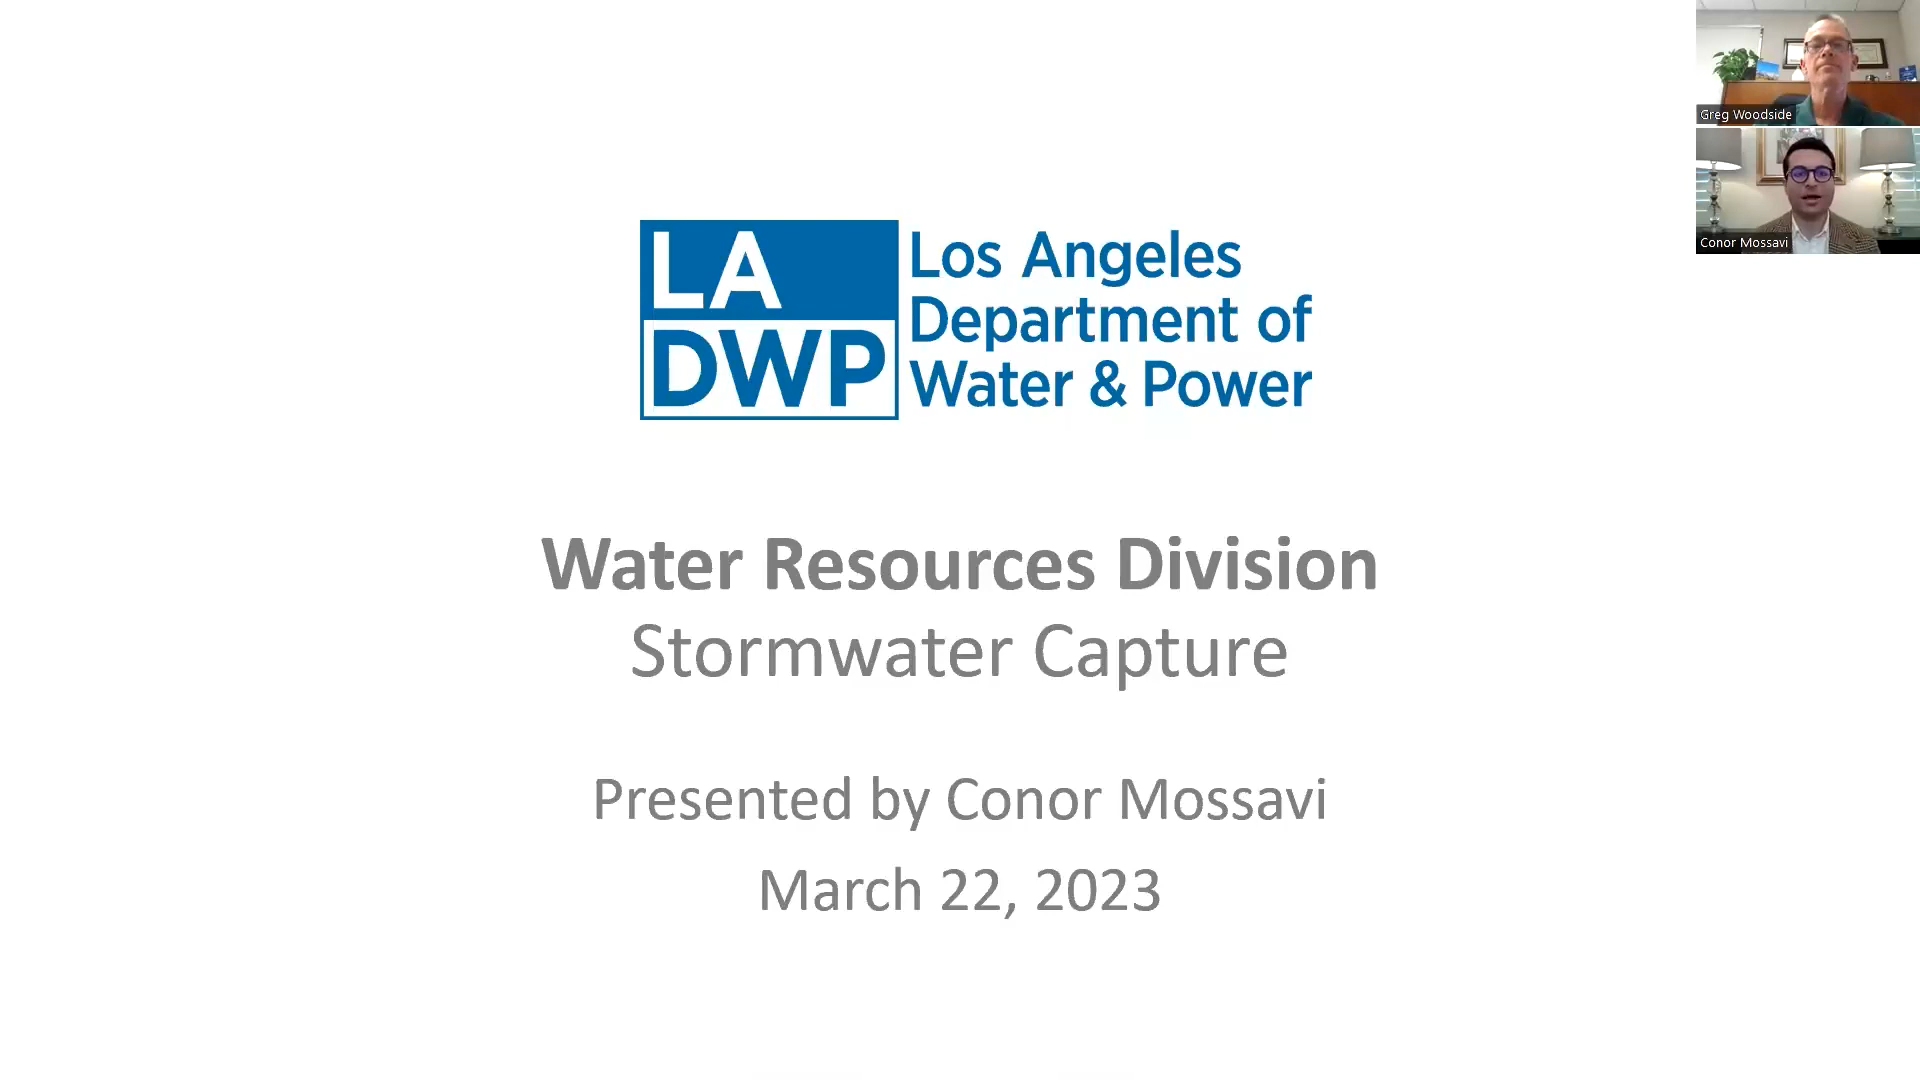 LA
DWP
Los Angeles
Department of
Water & Power
Water Resources Division
Stormwater Capture
Presented by Conor Mossavi
March 22, 2023
Greg Woodside
Conor Mossavi